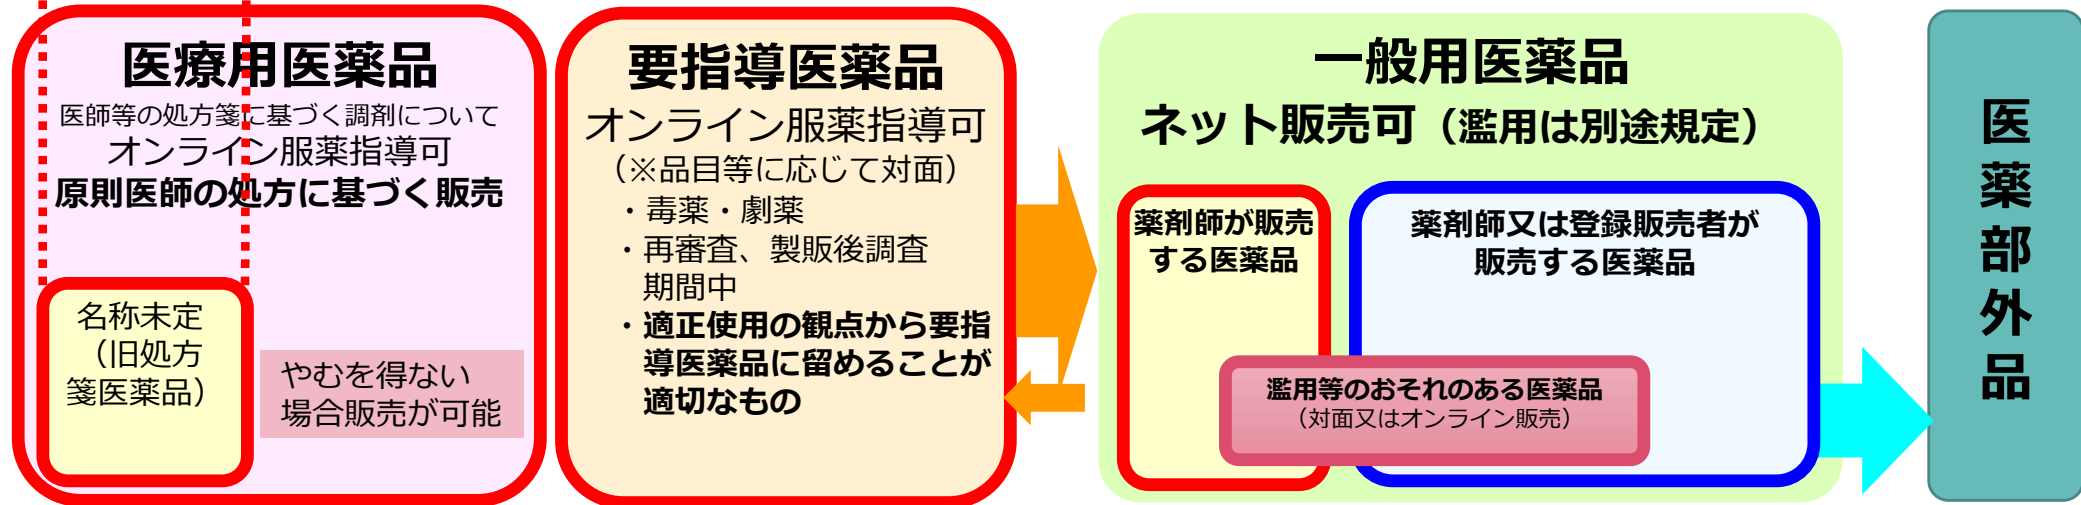 医療用医薬品
医師等の処方箋に基づく調剤について
オンライン服薬指導可
原則医師の処方に基づく販売
名称未定
（旧処方
箋医薬品）
やむを得ない
場合販売が可能
要指導医薬品
オンライン服薬指導可
（※品目等に応じて対面）
・毒薬・劇薬
・再審査、製販後調査
期間中
・適正使用の観点から要指
導医薬品に留めることが
適切なもの
一般用医薬品
ネット販売可（濫用は別途規定）
薬剤師が販売
する医薬品
薬剤師又は登録販売者が
販売する医薬品
濫用等のおそれのある医薬品
（対面又はオンライン販売）
医薬部外品